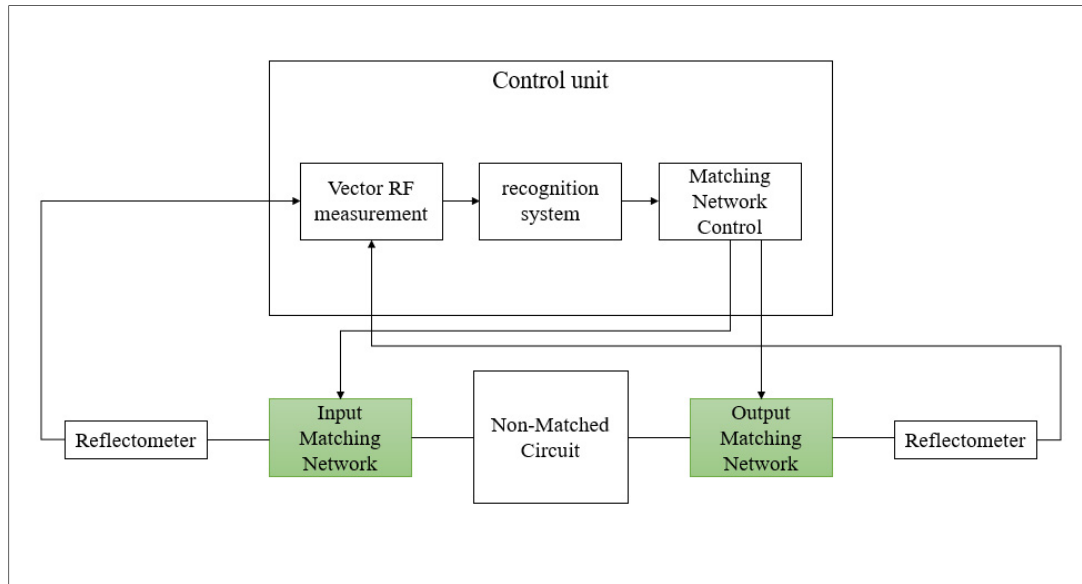 Control unit
Vector RF
measurement
recognition
system
Matching
Network
Control
Reflectometer
Input
Matching
Network
Non-Matched
Circuit
Output
Matching
Network
Reflectometer